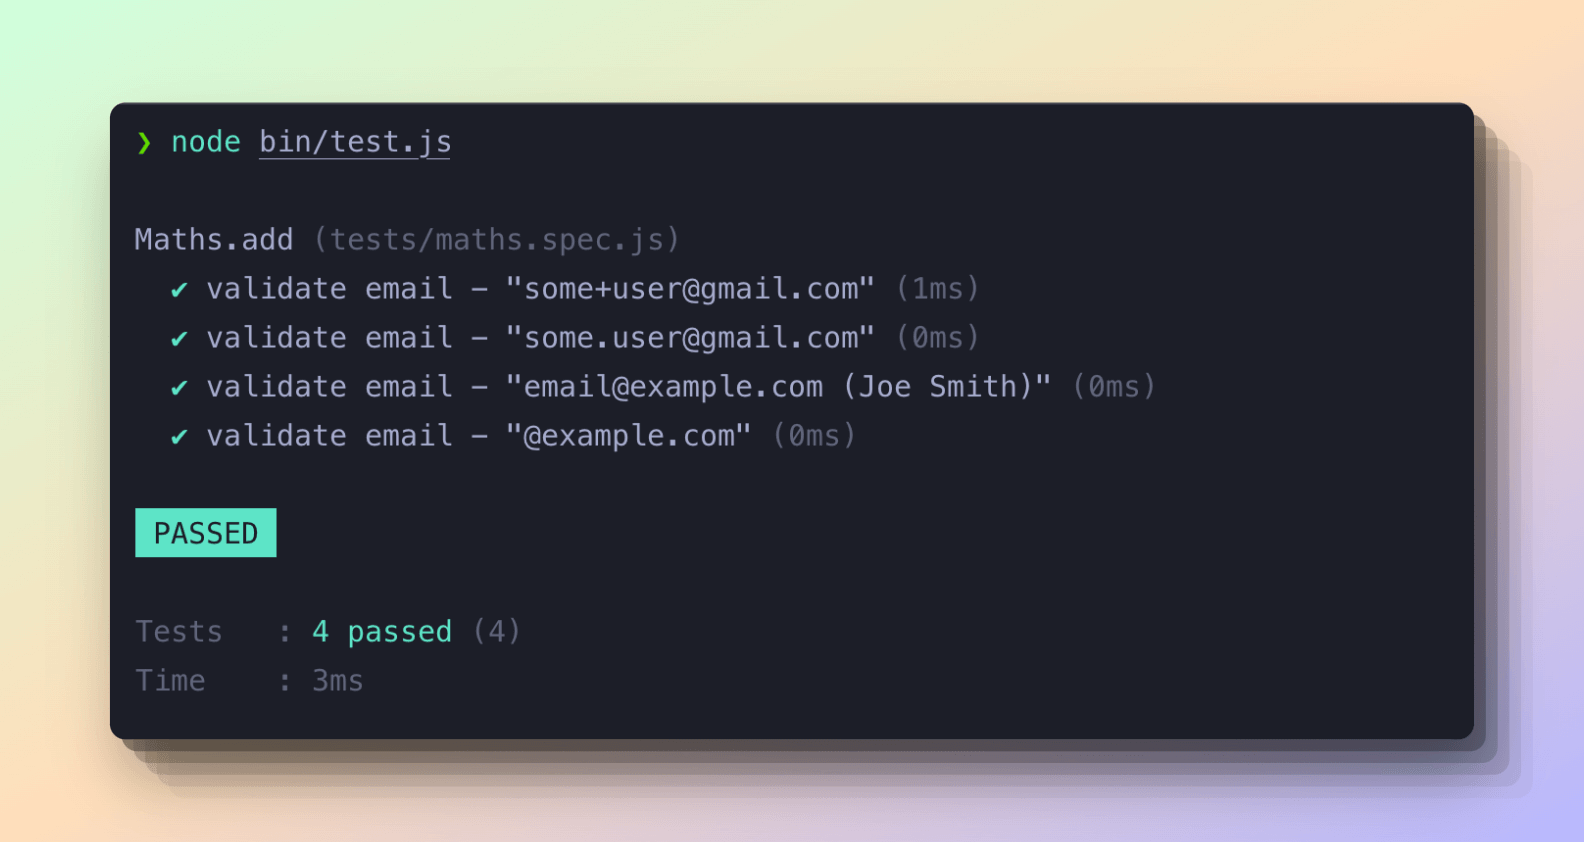 ❯ node bin/test.js
Maths.add (tests/maths.spec.js)
✔ validate email – "some+user@gmail.com" (1ms)
✔ validate email – "some.user@gmail.com" (0ms)
✔ validate email – "email@example.com (Joe Smith)" (0ms)
✔ validate email – "@example.com" (0ms)
PASSED
Tests : 4 passed (4)
Time : 3ms